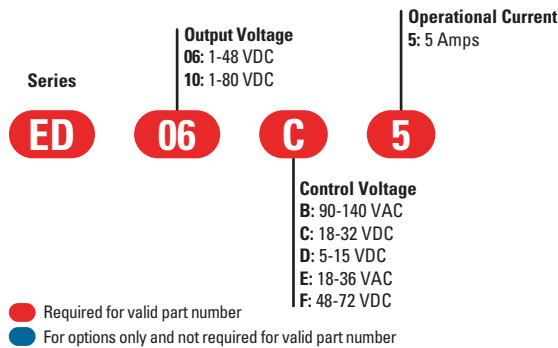 Operational Current
5: 5 Amps
Output Voltage
06: 1-48 VDC
10: 1-80 VDC
Series
ED
06
C
5
Control Voltage
B: 90-140 VAC
C: 18-32 VDC
D: 5-15 VDC
E: 18-36 VAC
F: 48-72 VDC
Required for valid part number
For options only and not required for valid part number